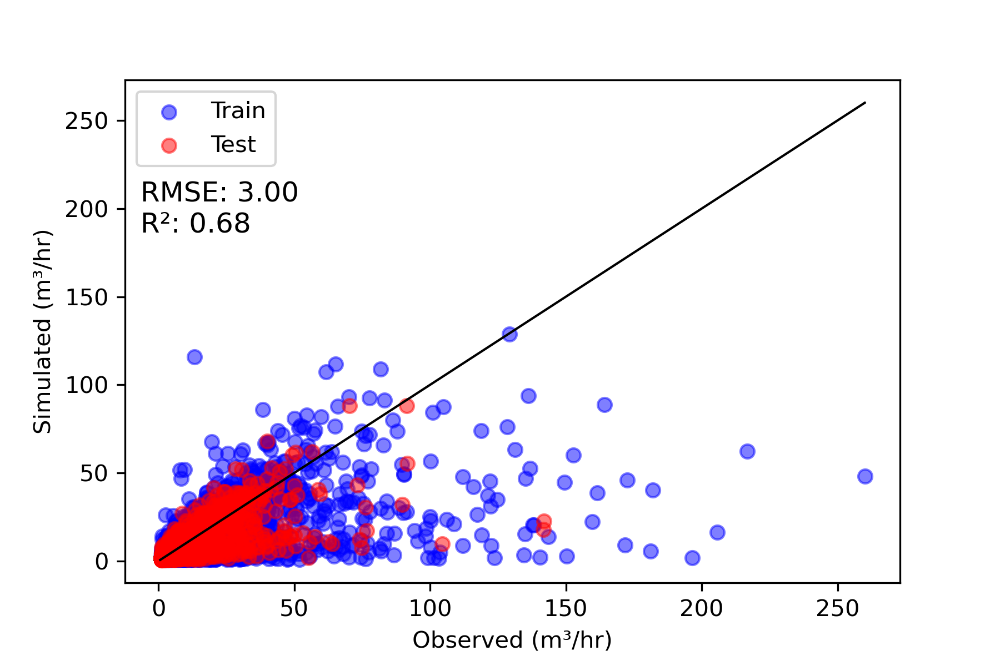 Train
Test
RMSE: 3.00
R²: 0.68
250
200
150
100
50
0
Simulated (m³/hr)
0 50 100 150 200 250
Observed (m³/hr)